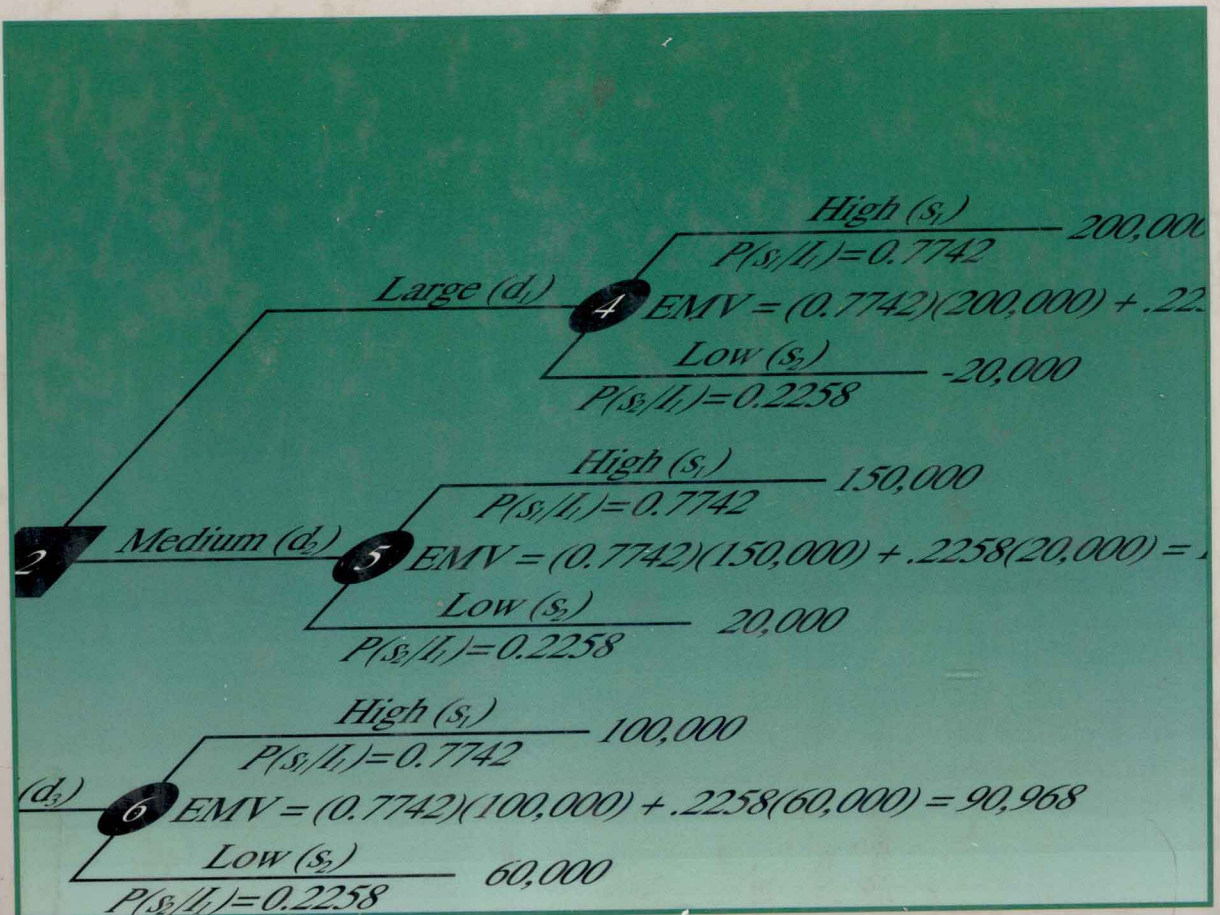 High (s₁)
200,000
P(s₁/I₁)=0.7742
Large (d₁)
4
EMV = (0.7742)(200,000) + .22
Low (s₂)
-20,000
P(s₂/I₁)=0.2258
High (s₁)
150,000
P(s₁/I₁)=0.7742
2
Medium (d₂)
5
EMV = (0.7742)(150,000) + .2258(20,000) =
Low (s₂)
20,000
P(s₂/I₁)=0.2258
High (s₁)
100,000
P(s₁/I₁)=0.7742
(d₃)
6
EMV = (0.7742)(100,000) + .2258(60,000) = 90,968
Low (s₂)
60,000
P(s₂/I₁)=0.2258